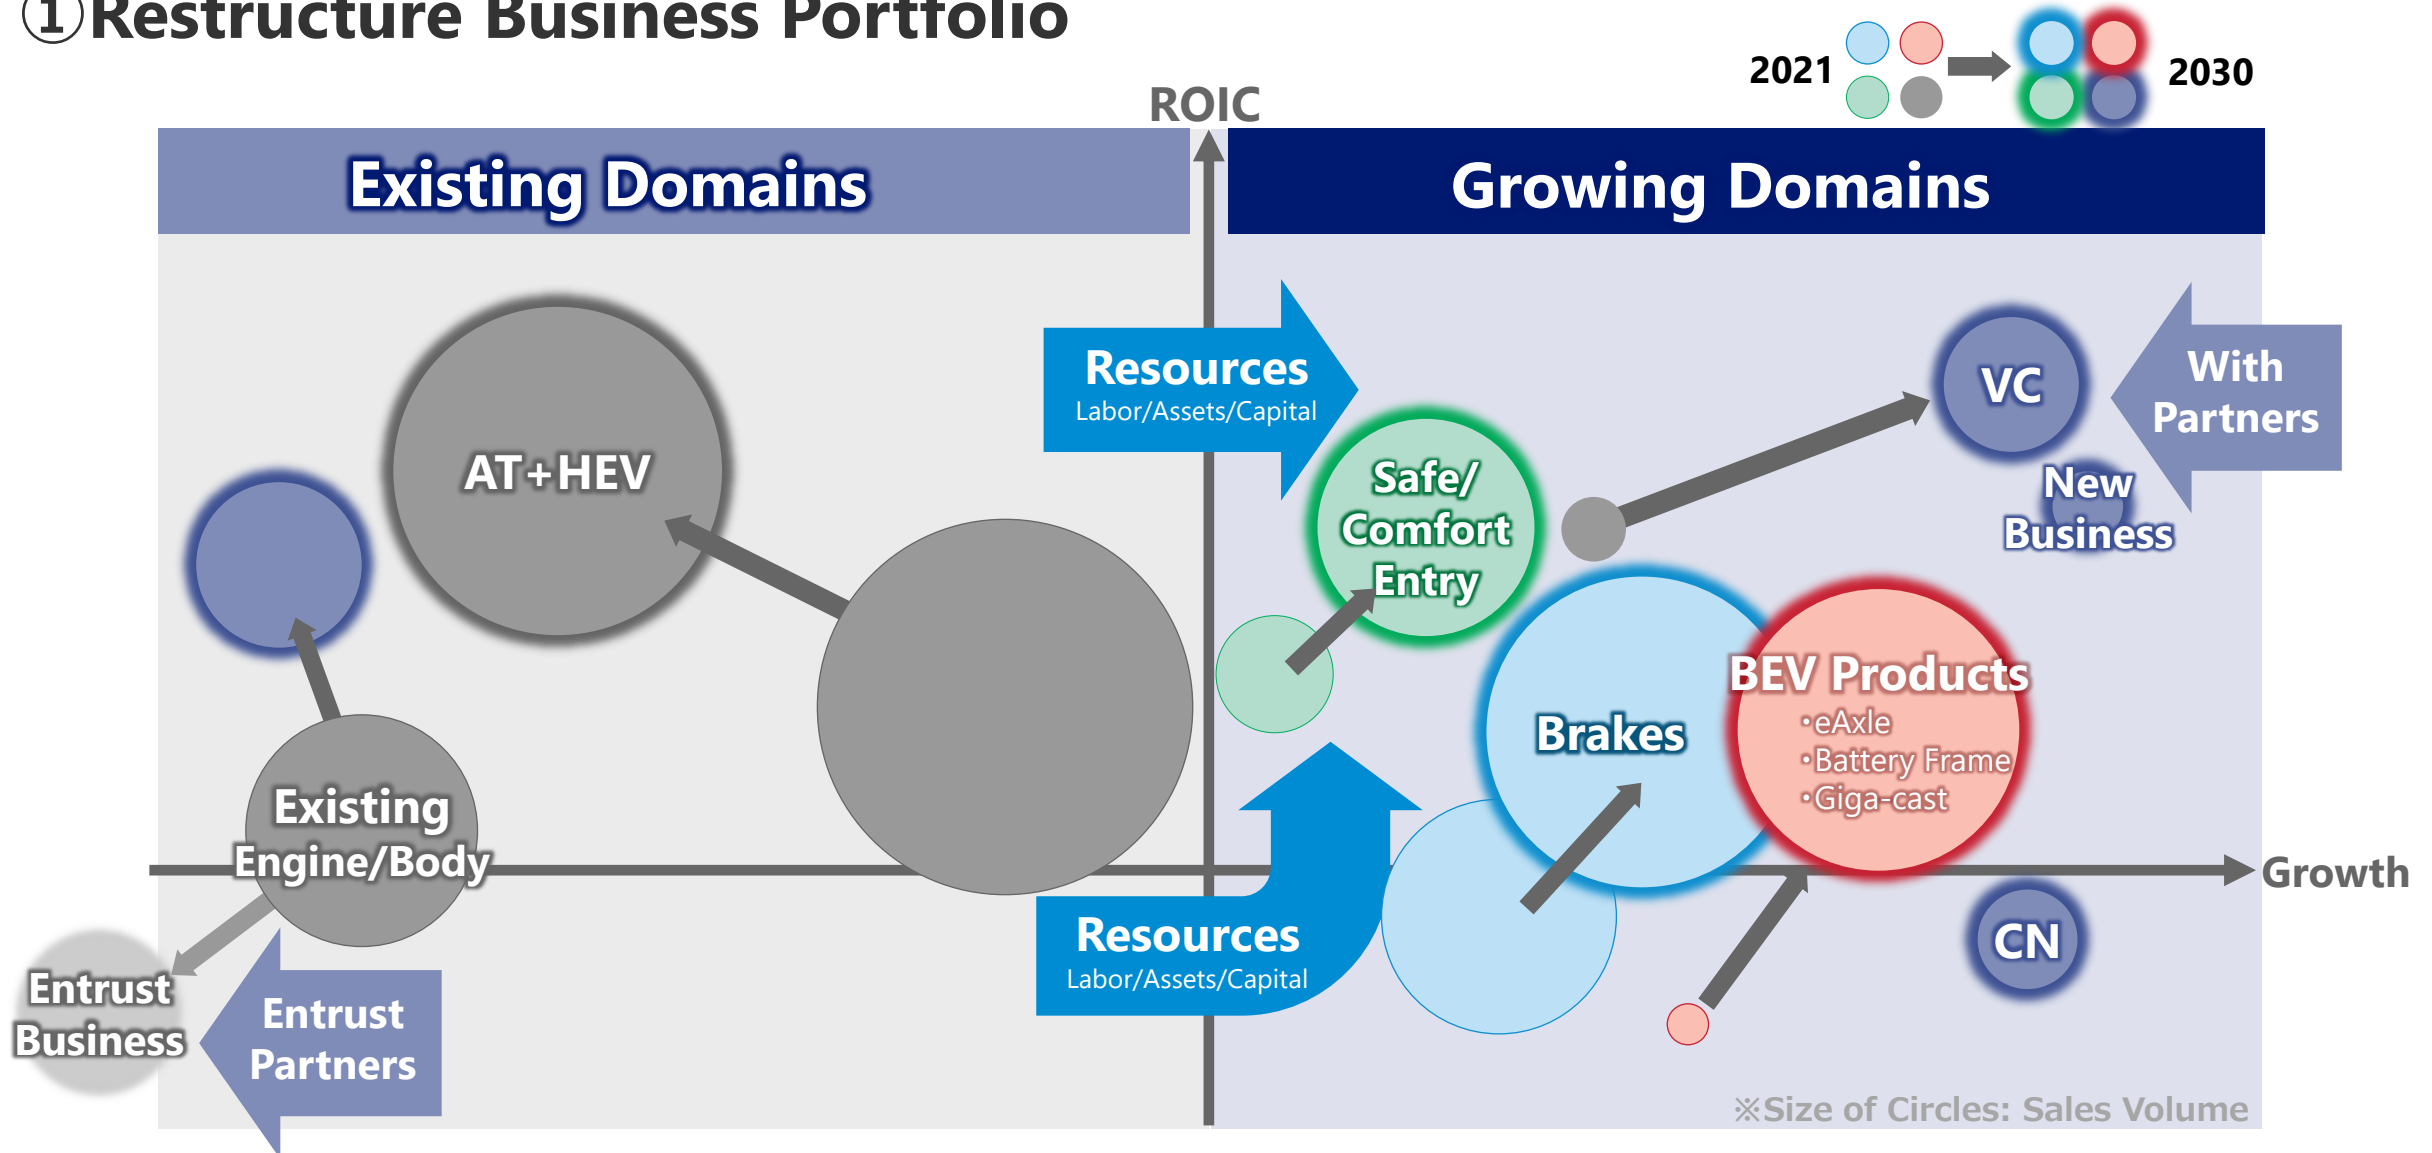 ①Restructure Business Portfolio
2021
2030
ROIC
Existing Domains
Growing Domains
Resources
Labor/Assets/Capital
VC
With
Partners
AT+HEV
Safe/
Comfort
Entry
New
Business
BEV Products
・eAxle
・Battery Frame
・Giga-cast
Brakes
Existing
Engine/Body
Growth
Resources
Labor/Assets/Capital
CN
Entrust
Business
Entrust
Partners
※Size of Circles: Sales Volume